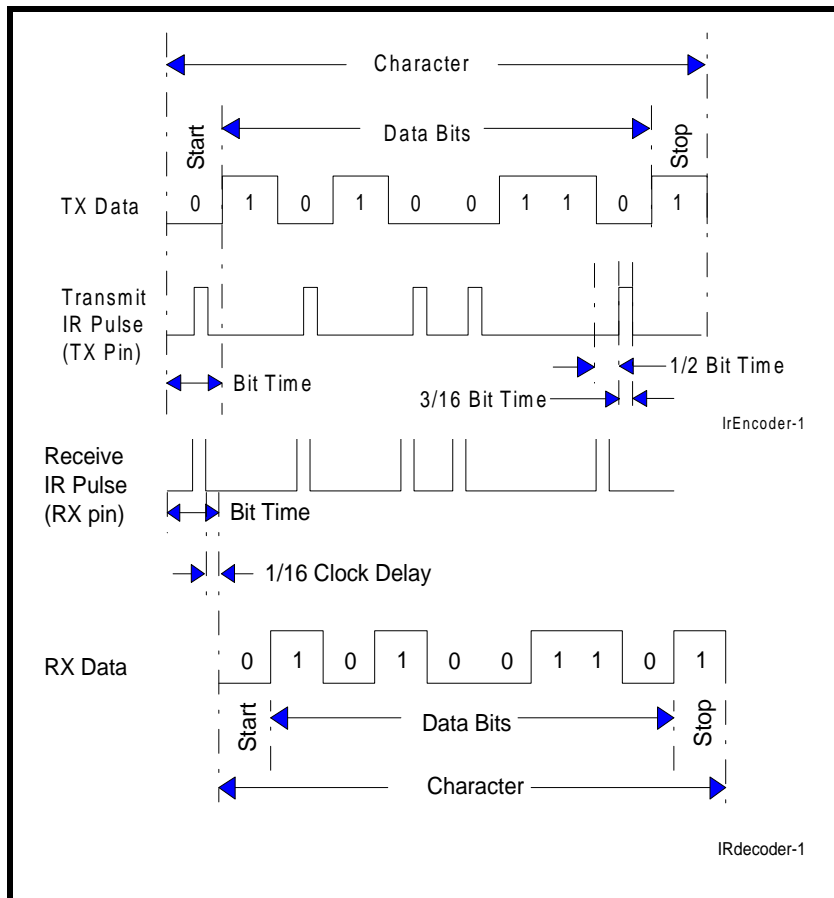 Character
Start
Data Bits
Stop
TX Data
0 1 0 1 0 0 1 1 0 1
Transmit
IR Pulse
(TX Pin)
Bit Time
1/2 Bit Time
3/16 Bit Time
IrEncoder-1
Receive
IR Pulse
(RX pin)
Bit Time
1/16 Clock Delay
RX Data
0 1 0 1 0 0 1 1 0 1
Start
Data Bits
Stop
Character
IRdecoder-1